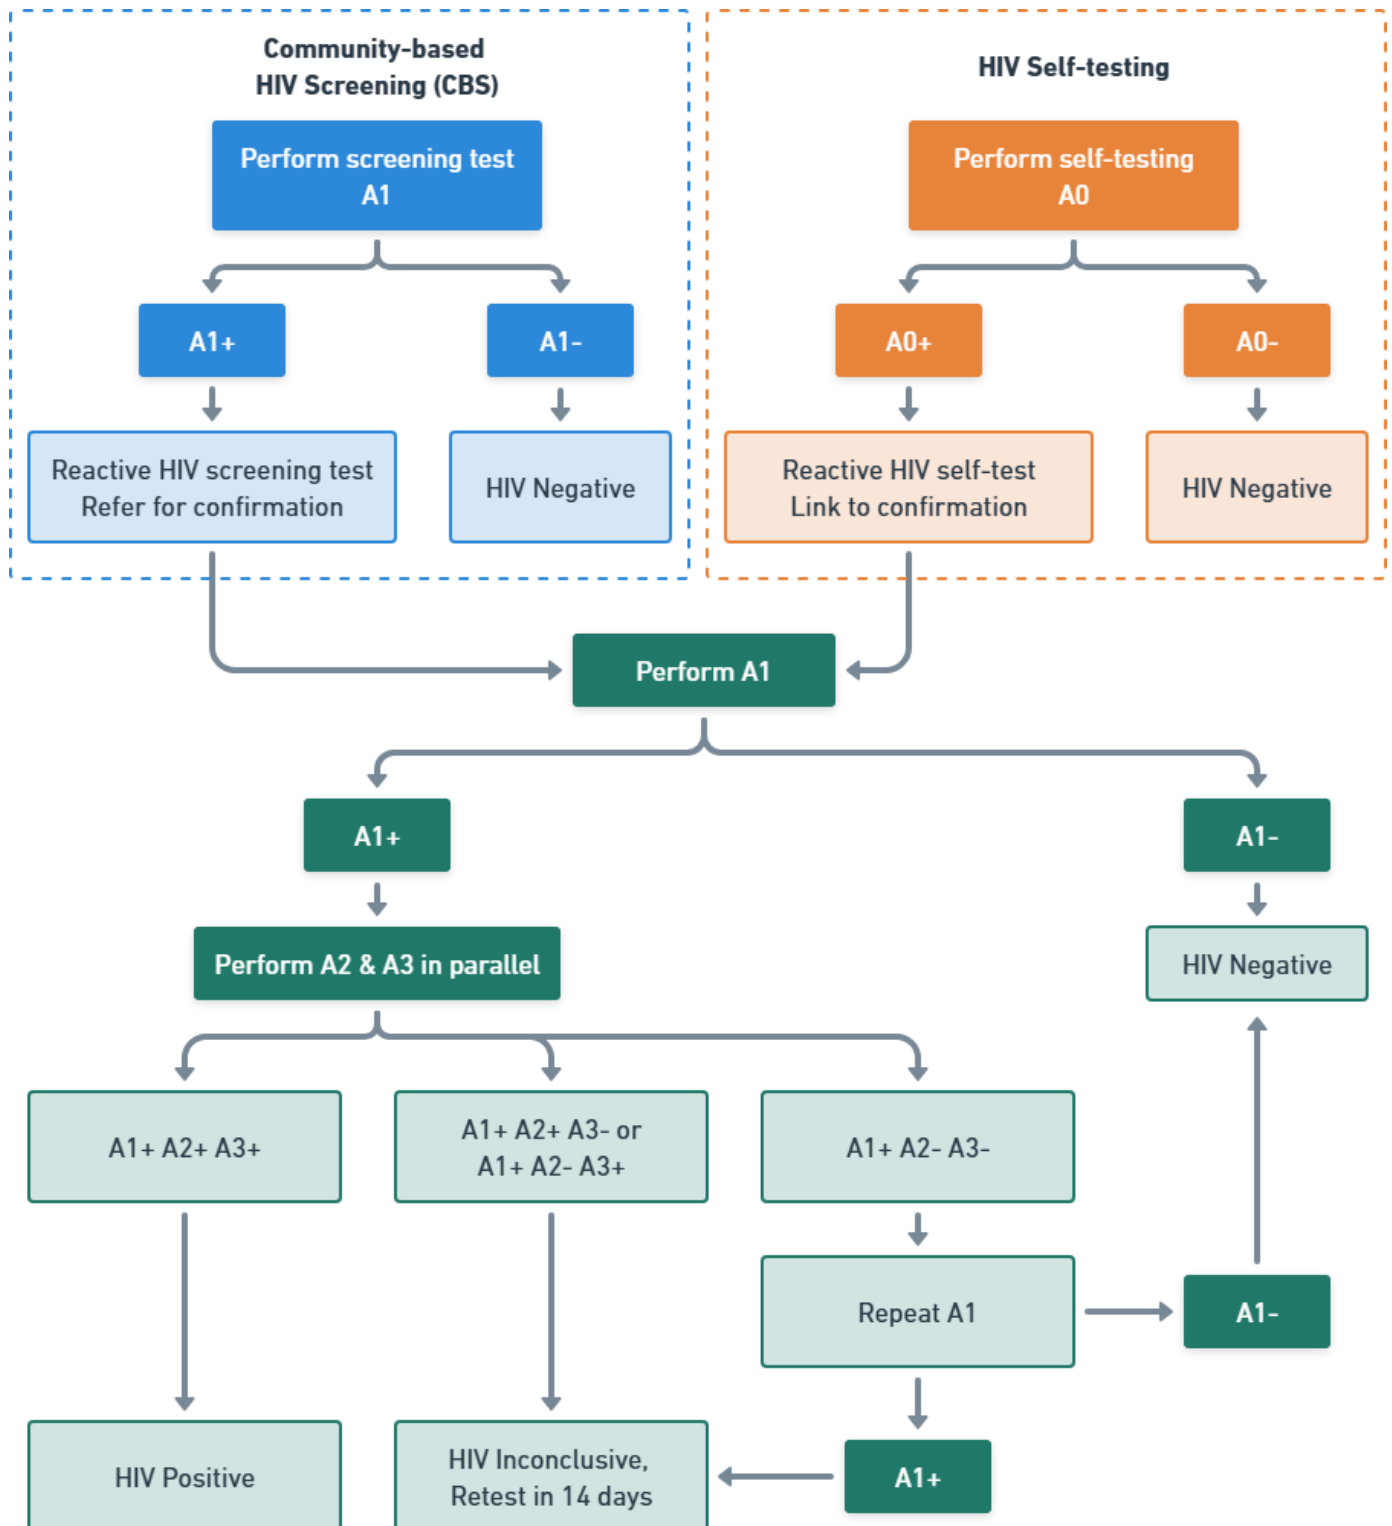 Community-based
HIV Screening (CBS)
HIV Self-testing
Perform screening test
A1
Perform self-testing
A0
A1+
A1-
A0+
A0-
Reactive HIV screening test
Refer for confirmation
HIV Negative
Reactive HIV self-test
Link to confirmation
HIV Negative
Perform A1
A1+
A1-
Perform A2 & A3 in parallel
HIV Negative
A1+ A2+ A3+
A1+ A2+ A3- or
A1+ A2- A3+
A1+ A2- A3-
Repeat A1
A1-
HIV Positive
HIV Inconclusive,
Retest in 14 days
A1+